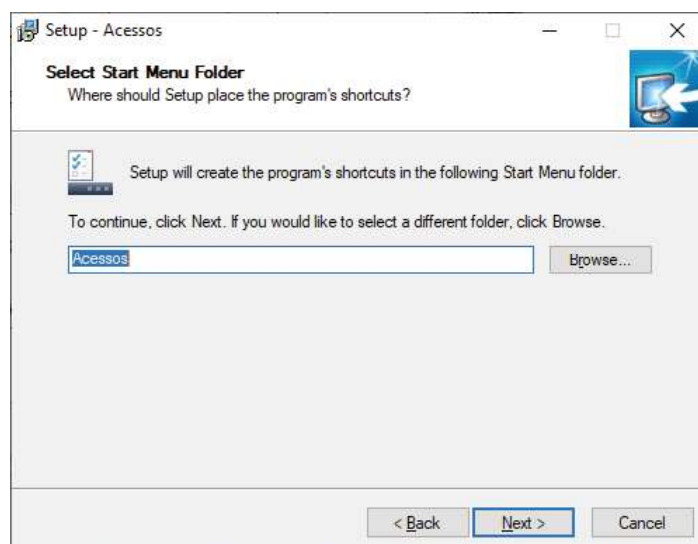 Setup - Acessos
Select Start Menu Folder
Where should Setup place the program's shortcuts?
Setup will create the program's shortcuts in the following Start Menu folder.
To continue, click Next. If you would like to select a different folder, click Browse.
Acessos
Browse...
< Back
Next >
Cancel